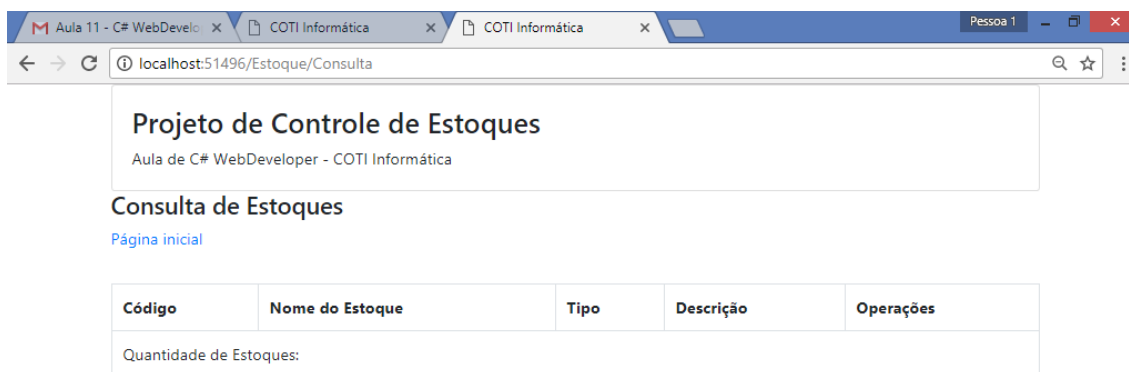 Aula 11 - C# WebDevelo
COTI Informática
COTI Informática
Pessoa 1
localhost:51496/Estoque/Consulta
Projeto de Controle de Estoques
Aula de C# WebDeveloper - COTI Informática
Consulta de Estoques
Página inicial
Código Nome do Estoque Tipo Descrição Operações
Quantidade de Estoques: